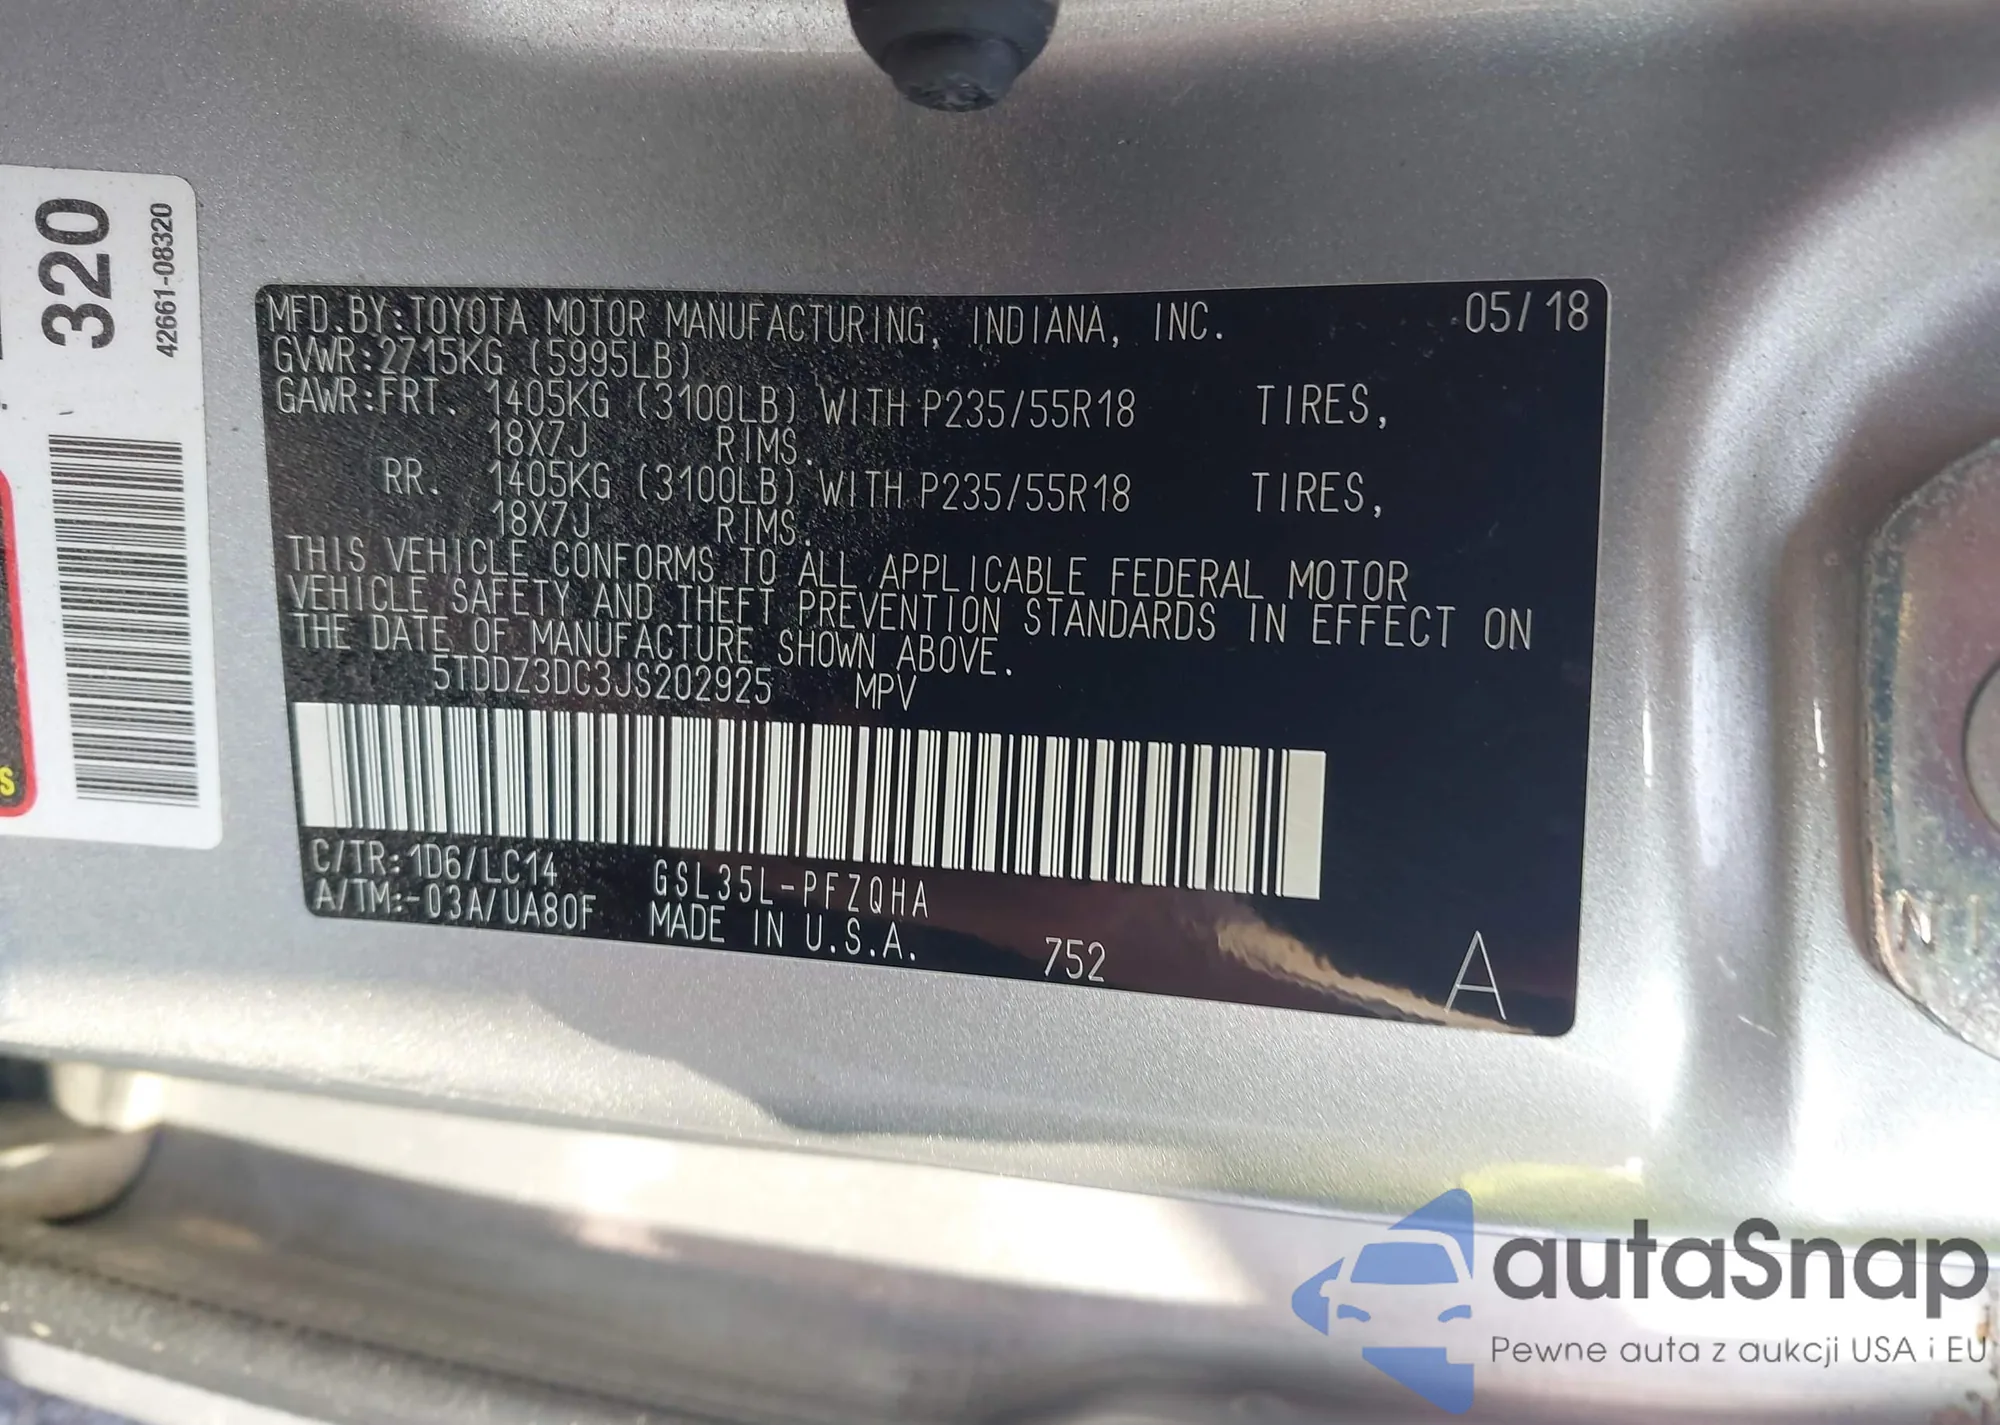 320
42661-08320
S
MFD.BY:TOYOTA MOTOR MANUFACTURING, INDIANA, INC. 05/18
GVWR:2715KG (5995LB)
GAWR:FRT. 1405KG (3100LB) WITH P235/55R18 TIRES,
18X7J RIMS.
RR. 1405KG (3100LB) WITH P235/55R18 TIRES,
18X7J RIMS.
THIS VEHICLE CONFORMS TO ALL APPLICABLE FEDERAL MOTOR
VEHICLE SAFETY AND THEFT PREVENTION STANDARDS IN EFFECT ON
THE DATE OF MANUFACTURE SHOWN ABOVE.
5TDDZ3DC3JS202925 MPV
C/TR:1D6/LC14 GSL35L-PFZQHA
A/TM:-03A/UA80F MADE IN U.S.A. 752 A
autaSnap
Pewne auta z aukcji USA i EU